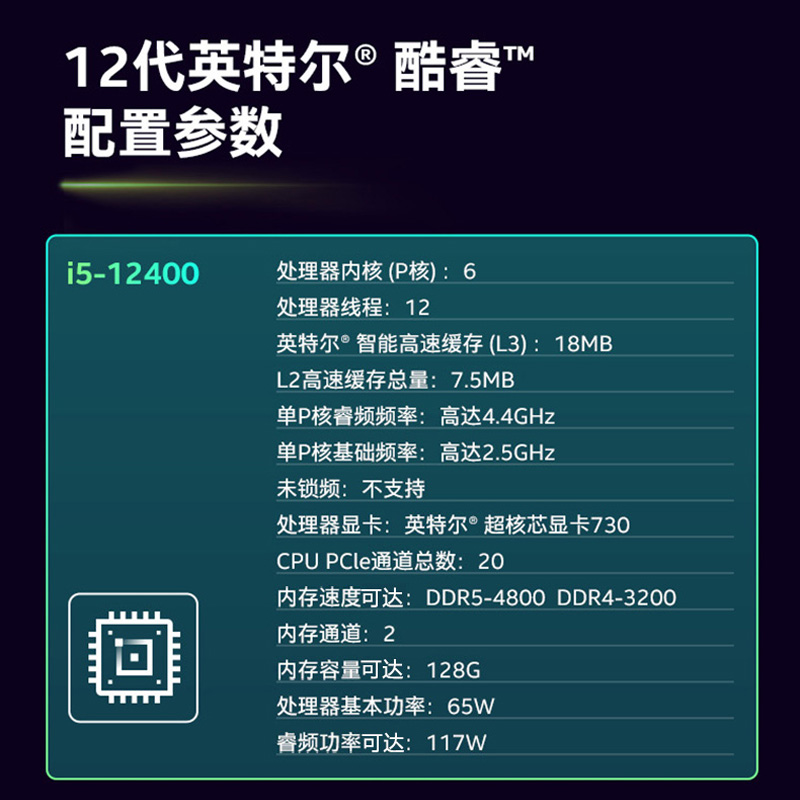 12代英特尔® 酷睿™
配置参数
i5-12400
处理器内核 (P核) : 6
处理器线程: 12
英特尔® 智能高速缓存 (L3) : 18MB
L2高速缓存总量: 7.5MB
单P核睿频频率: 高达4.4GHz
单P核基础频率: 高达2.5GHz
未锁频: 不支持
处理器显卡: 英特尔® 超核芯显卡730
CPU PCIe通道总数: 20
内存速度可达: DDR5-4800 DDR4-3200
内存通道: 2
内存容量可达: 128G
处理器基本功率: 65W
睿频功率可达: 117W